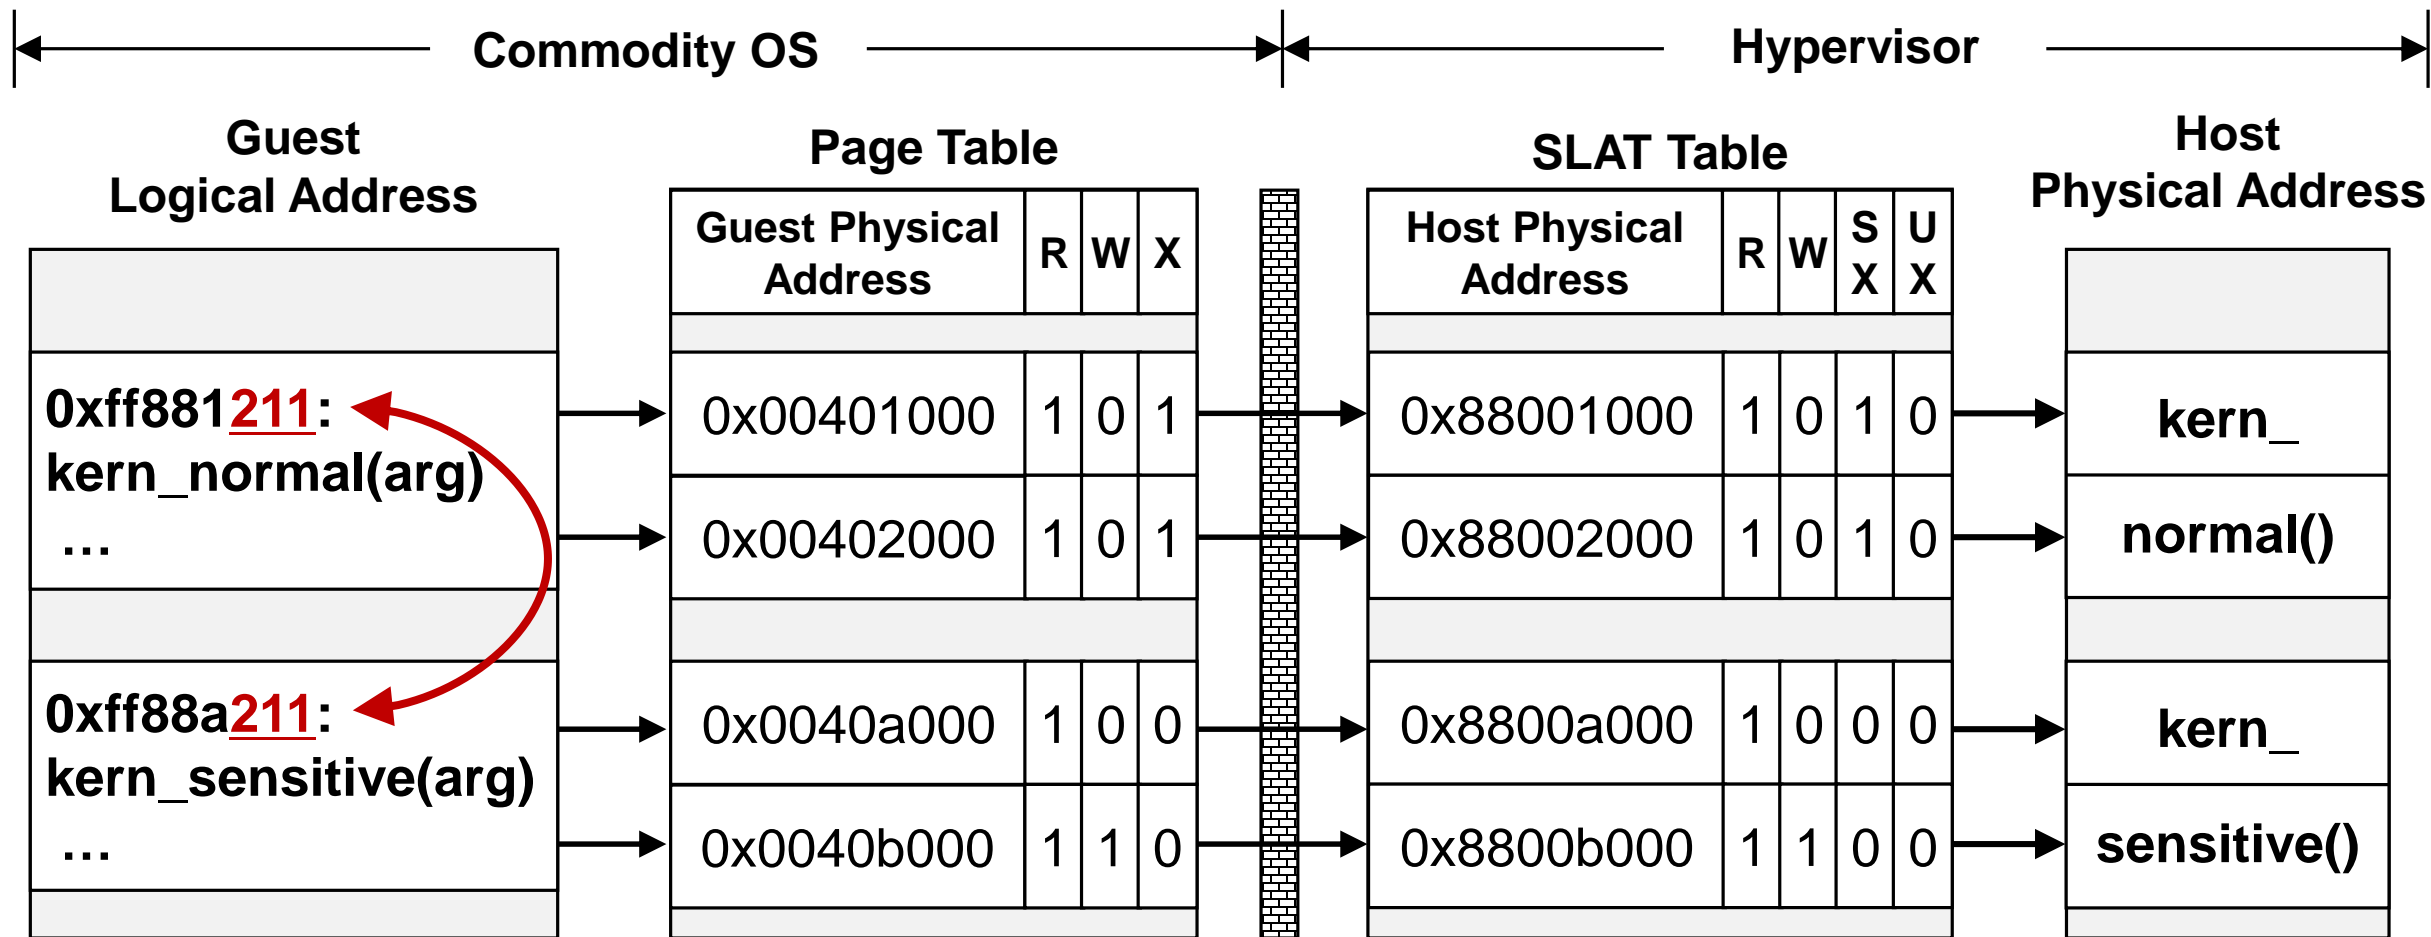 Commodity OS
Hypervisor
Guest
Logical Address
0xff881211:
kern_normal(arg)
...
0xff88a211:
kern_sensitive(arg)
...
Page Table
Guest Physical
Address
R W X
0x00401000 1 0 1
0x00402000 1 0 1
0x0040a000 1 0 0
0x0040b000 1 1 0
SLAT Table
Host Physical
Address
R W SX UX
0x88001000 1 0 1 0
0x88002000 1 0 1 0
0x8800a000 1 0 0 0
0x8800b000 1 1 0 0
Host
Physical Address
kern_
normal()
kern_
sensitive()